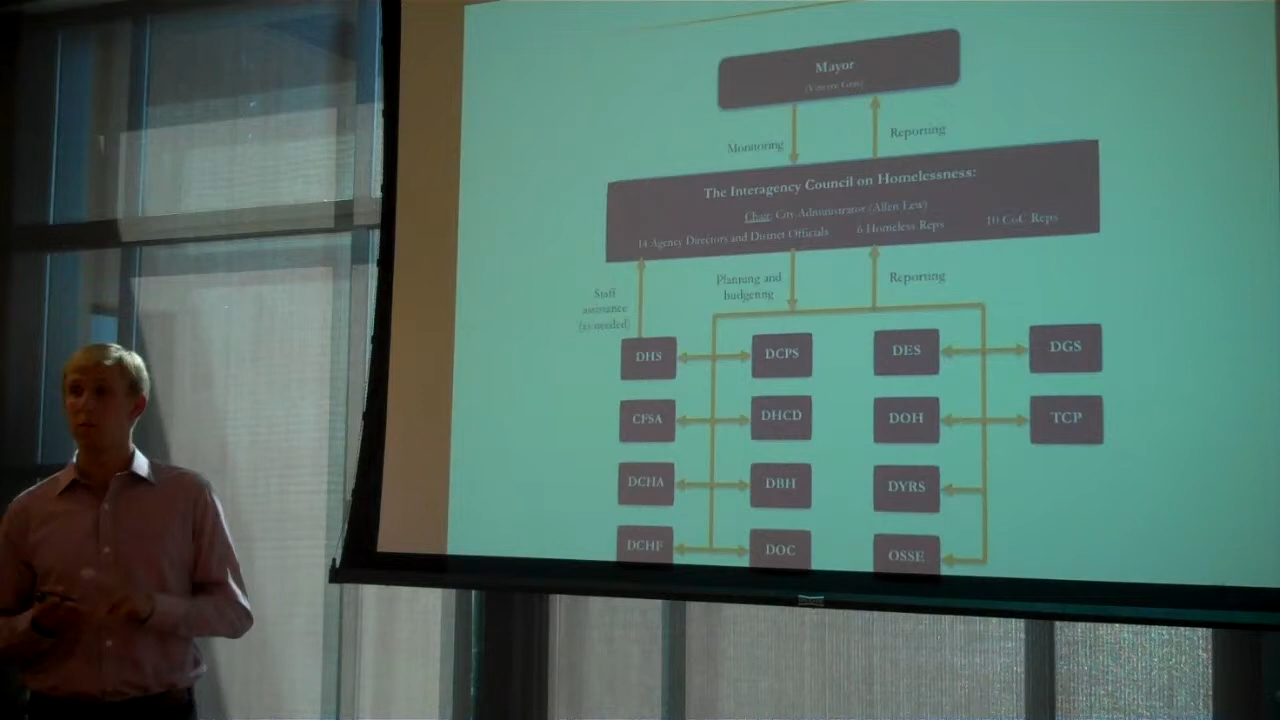 Mayor
(Vincent Gray)
Monitoring
Reporting
The Interagency Council on Homelessness:
Chair: City Administrator (Allen Lew)
14 Agency Directors and District Officials
6 Homeless Reps
10 CoC Reps
Staff
assistance
(as needed)
Planning and
budgeting
Reporting
DHS
DCPS
DES
DGS
CFSA
DHCD
DOH
TCP
DCHA
DBH
DYRS
DCHF
DOC
OSSE